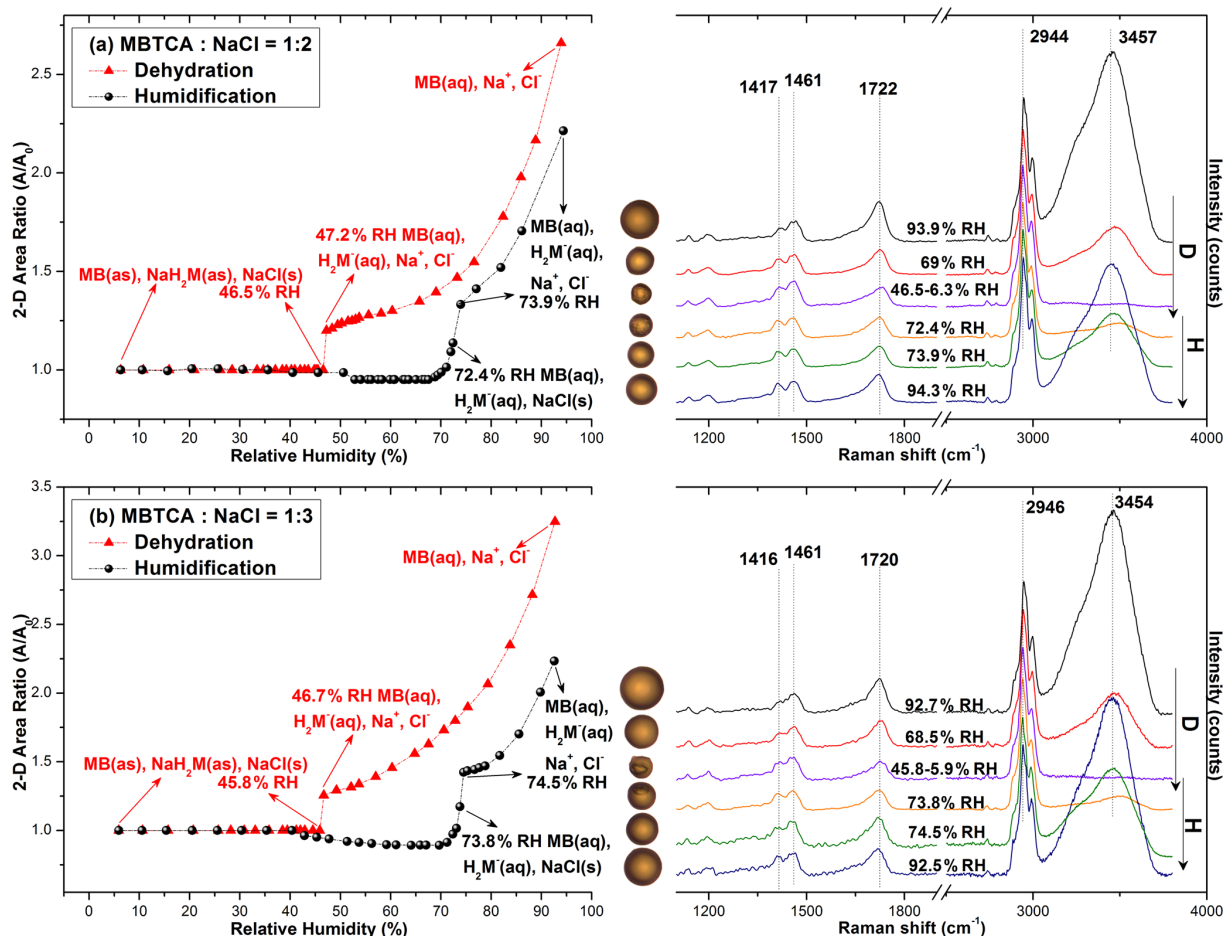 (a) MBTCA : NaCl = 1:2
Dehydration
Humidification
MB(aq), Na⁺, Cl⁻
47.2% RH MB(aq),
H₂M⁻(aq), Na⁺, Cl⁻
MB(as), NaH₂M(as), NaCl(s)
46.5% RH
MB(aq),
H₂M⁻(aq),
Na⁺, Cl⁻
73.9% RH
72.4% RH MB(aq),
H₂M⁻(aq), NaCl(s)
2-D Area Ratio (A/A₀)
2.5
2.0
1.5
1.0
0 5 10 15 20 25 30 35 40 45 50 55 60 65 70 75 80 85 90 95 100
Relative Humidity (%)
1417
1461
1722
2944
3457
93.9% RH
69% RH
46.5-6.3% RH
72.4% RH
73.9% RH
94.3% RH
D
H
Intensity (counts)
1200 1500 1800 3000 3500 4000
Raman shift (cm⁻¹)
(b) MBTCA : NaCl = 1:3
Dehydration
Humidification
MB(aq), Na⁺, Cl⁻
46.7% RH MB(aq),
H₂M⁻(aq), Na⁺, Cl⁻
MB(as), NaH₂M(as), NaCl(s)
45.8% RH
MB(aq),
H₂M⁻(aq)
Na⁺, Cl⁻
74.5% RH
73.8% RH MB(aq),
H₂M⁻(aq), NaCl(s)
2-D Area Ratio (A/A₀)
3.5
3.0
2.5
2.0
1.5
1.0
0.5
0 5 10 15 20 25 30 35 40 45 50 55 60 65 70 75 80 85 90 95 100
Relative Humidity (%)
1416
1461
1720
2946
3454
92.7% RH
68.5% RH
45.8-5.9% RH
73.8% RH
74.5% RH
92.5% RH
D
H
Intensity (counts)
1200 1500 1800 3000 3500 4000
Raman shift (cm⁻¹)